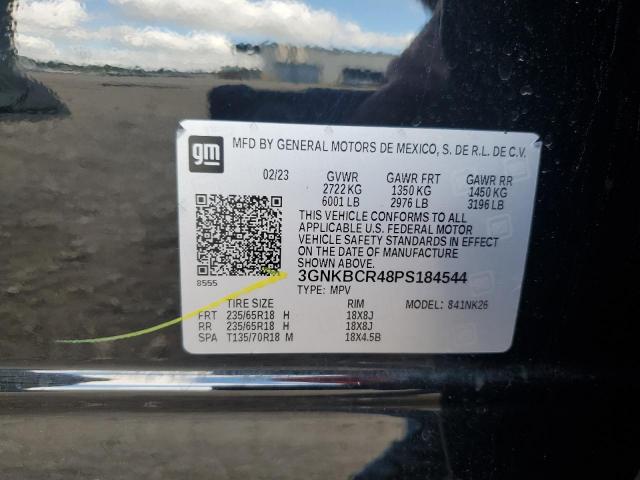 gm
MFD BY GENERAL MOTORS DE MEXICO, S. DE R.L. DE C.V.
02/23 GVWR GAWR FRT GAWR RR
2722 KG 1350 KG 1450 KG
6001 LB 2976 LB 3196 LB
THIS VEHICLE CONFORMS TO ALL
APPLICABLE U.S. FEDERAL MOTOR
VEHICLE STANDARDS IN EFFECT
ON THE DATE OF MANUFACTURE
SHOWN ABOVE.
8555
3GNKBCR48PS184544
TYPE: MPV
TIRE SIZE RIM MODEL: 841NK26
FRT 235/65R18 H 18X8J
RR 235/65R18 H 18X8J
SPA T135/70R18 M 18X4.5B